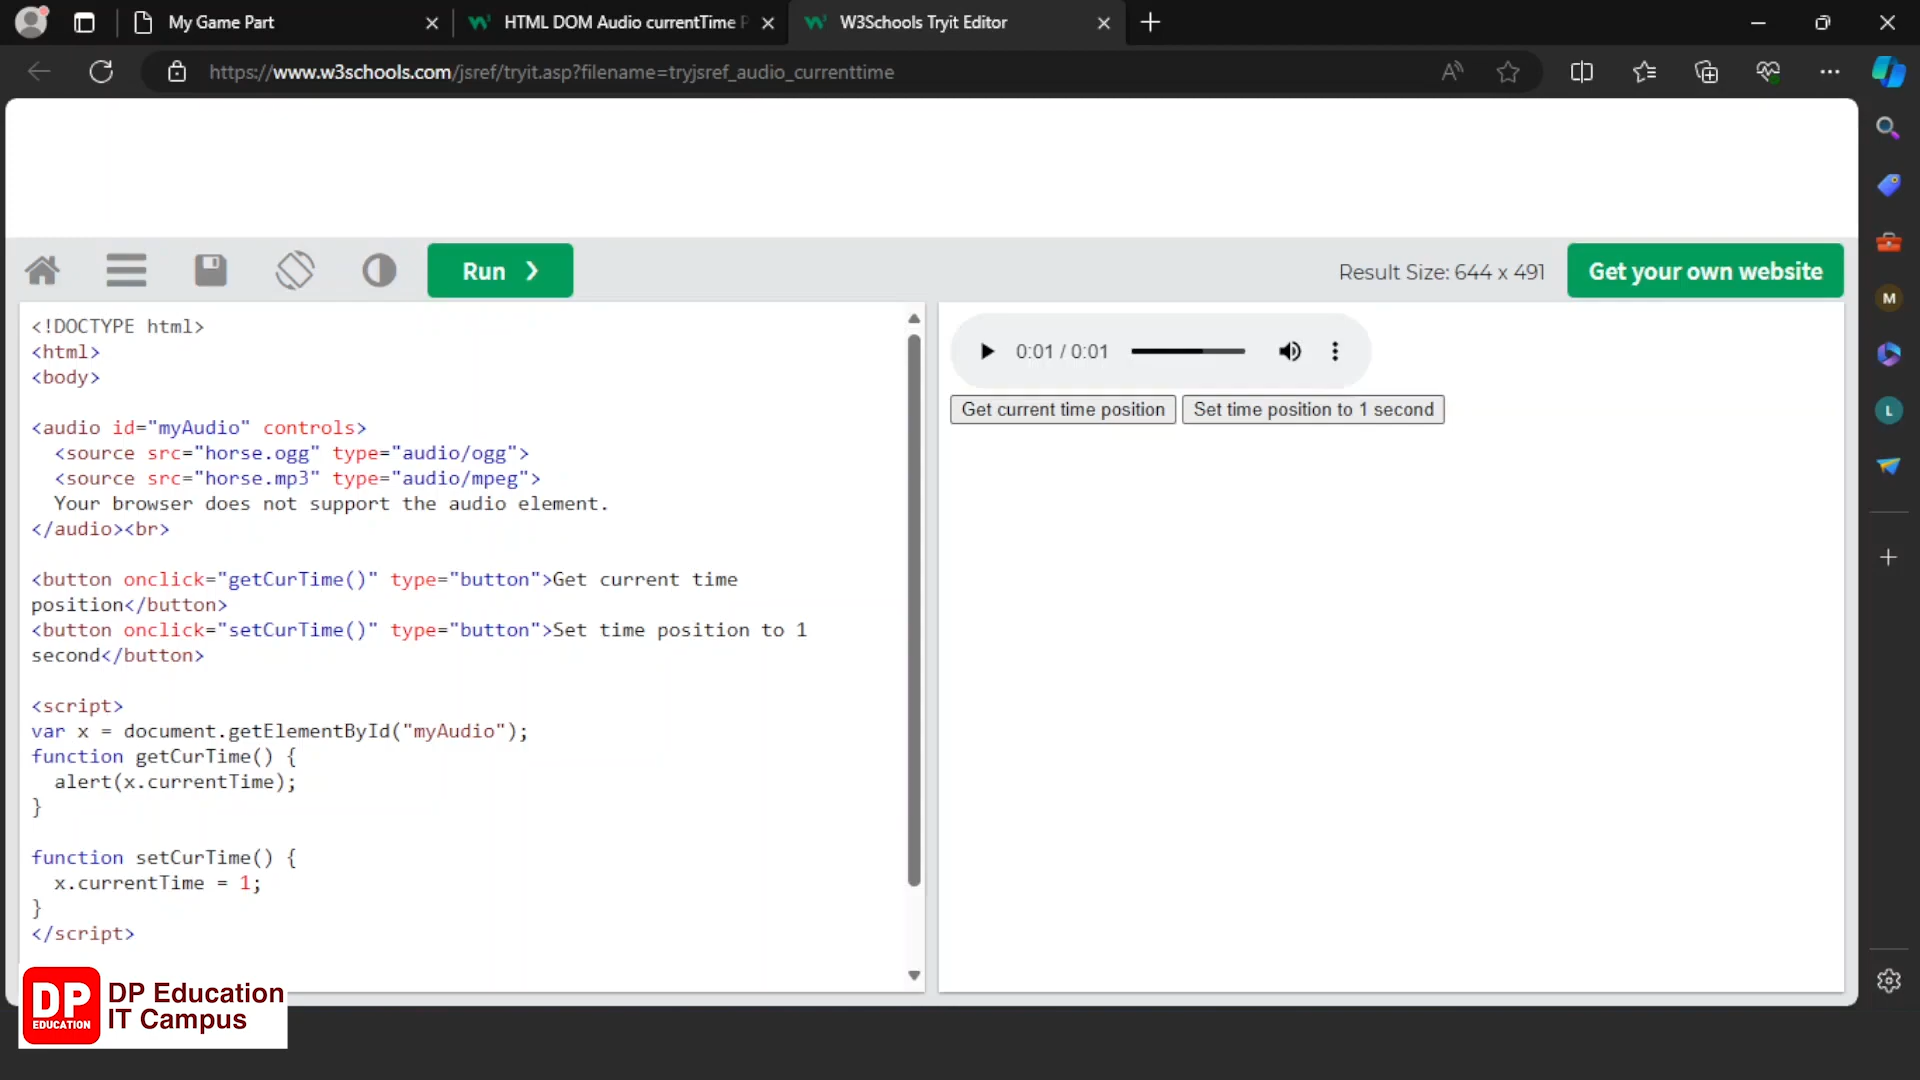 My Game Part
HTML DOM Audio currentTime P
W3Schools Tryit Editor
https://www.w3schools.com/jsref/tryit.asp?filename=tryjsref_audio_currenttime
Run ❯
Result Size: 644 x 491
Get your own website
<!DOCTYPE html>
<html>
<body>
<audio id="myAudio" controls>
<source src="horse.ogg" type="audio/ogg">
<source src="horse.mp3" type="audio/mpeg">
Your browser does not support the audio element.
</audio><br>
<button onclick="getCurTime()" type="button">Get current time
position</button>
<button onclick="setCurTime()" type="button">Set time position to 1
second</button>
<script>
var x = document.getElementById("myAudio");
function getCurTime() {
alert(x.currentTime);
}
function setCurTime() {
x.currentTime = 1;
}
</script>
0:01 / 0:01
Get current time position
Set time position to 1 second
M
L
DP
EDUCATION
DP Education
IT Campus